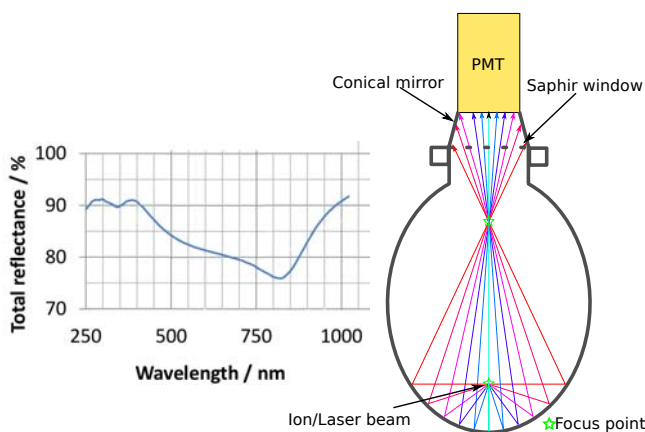 Total reflectance / %
100
90
80
70
250
500
750
1000
Wavelength / nm
PMT
Conical mirror
Saphir window
Ion/Laser beam
Focus point